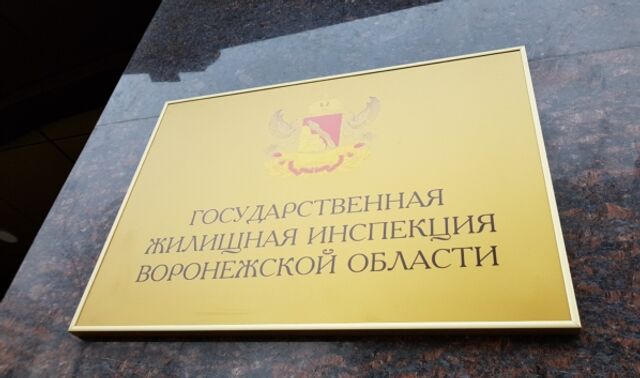 ГОСУДАРСТВЕННАЯ
ЖИЛИЩНАЯ ИНСПЕКЦИЯ
ВОРОНЕЖСКОЙ ОБЛАСТИ